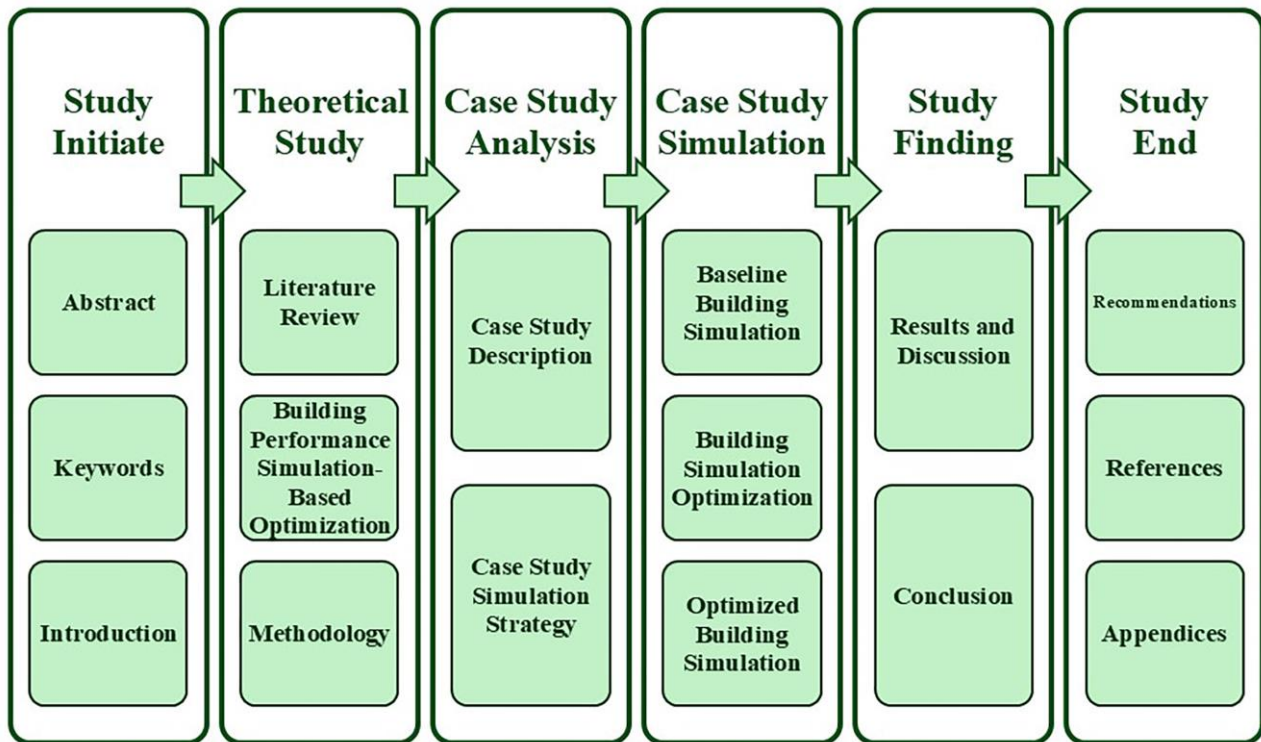 Study
Initiate
Abstract
Keywords
Introduction
Theoretical
Study
Literature
Review
Building
Performance
Simulation-
Based
Optimization
Methodology
Case Study
Analysis
Case Study
Description
Case Study
Simulation
Strategy
Case Study
Simulation
Baseline
Building
Simulation
Building
Simulation
Optimization
Optimized
Building
Simulation
Study
Finding
Results and
Discussion
Conclusion
Study
End
Recommendations
References
Appendices